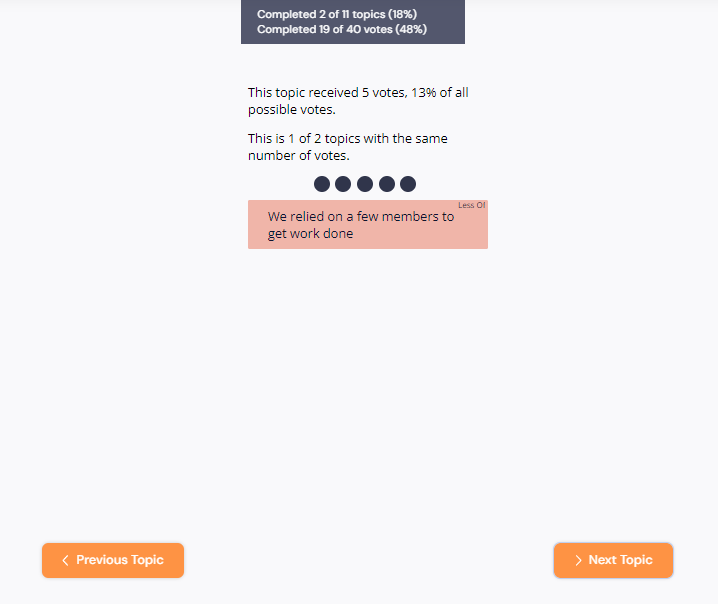 Completed 2 of 11 topics (18%)
Completed 19 of 40 votes (48%)
This topic received 5 votes, 13% of all
possible votes.
This is 1 of 2 topics with the same
number of votes.
Less Of
We relied on a few members to
get work done
Previous Topic
Next Topic